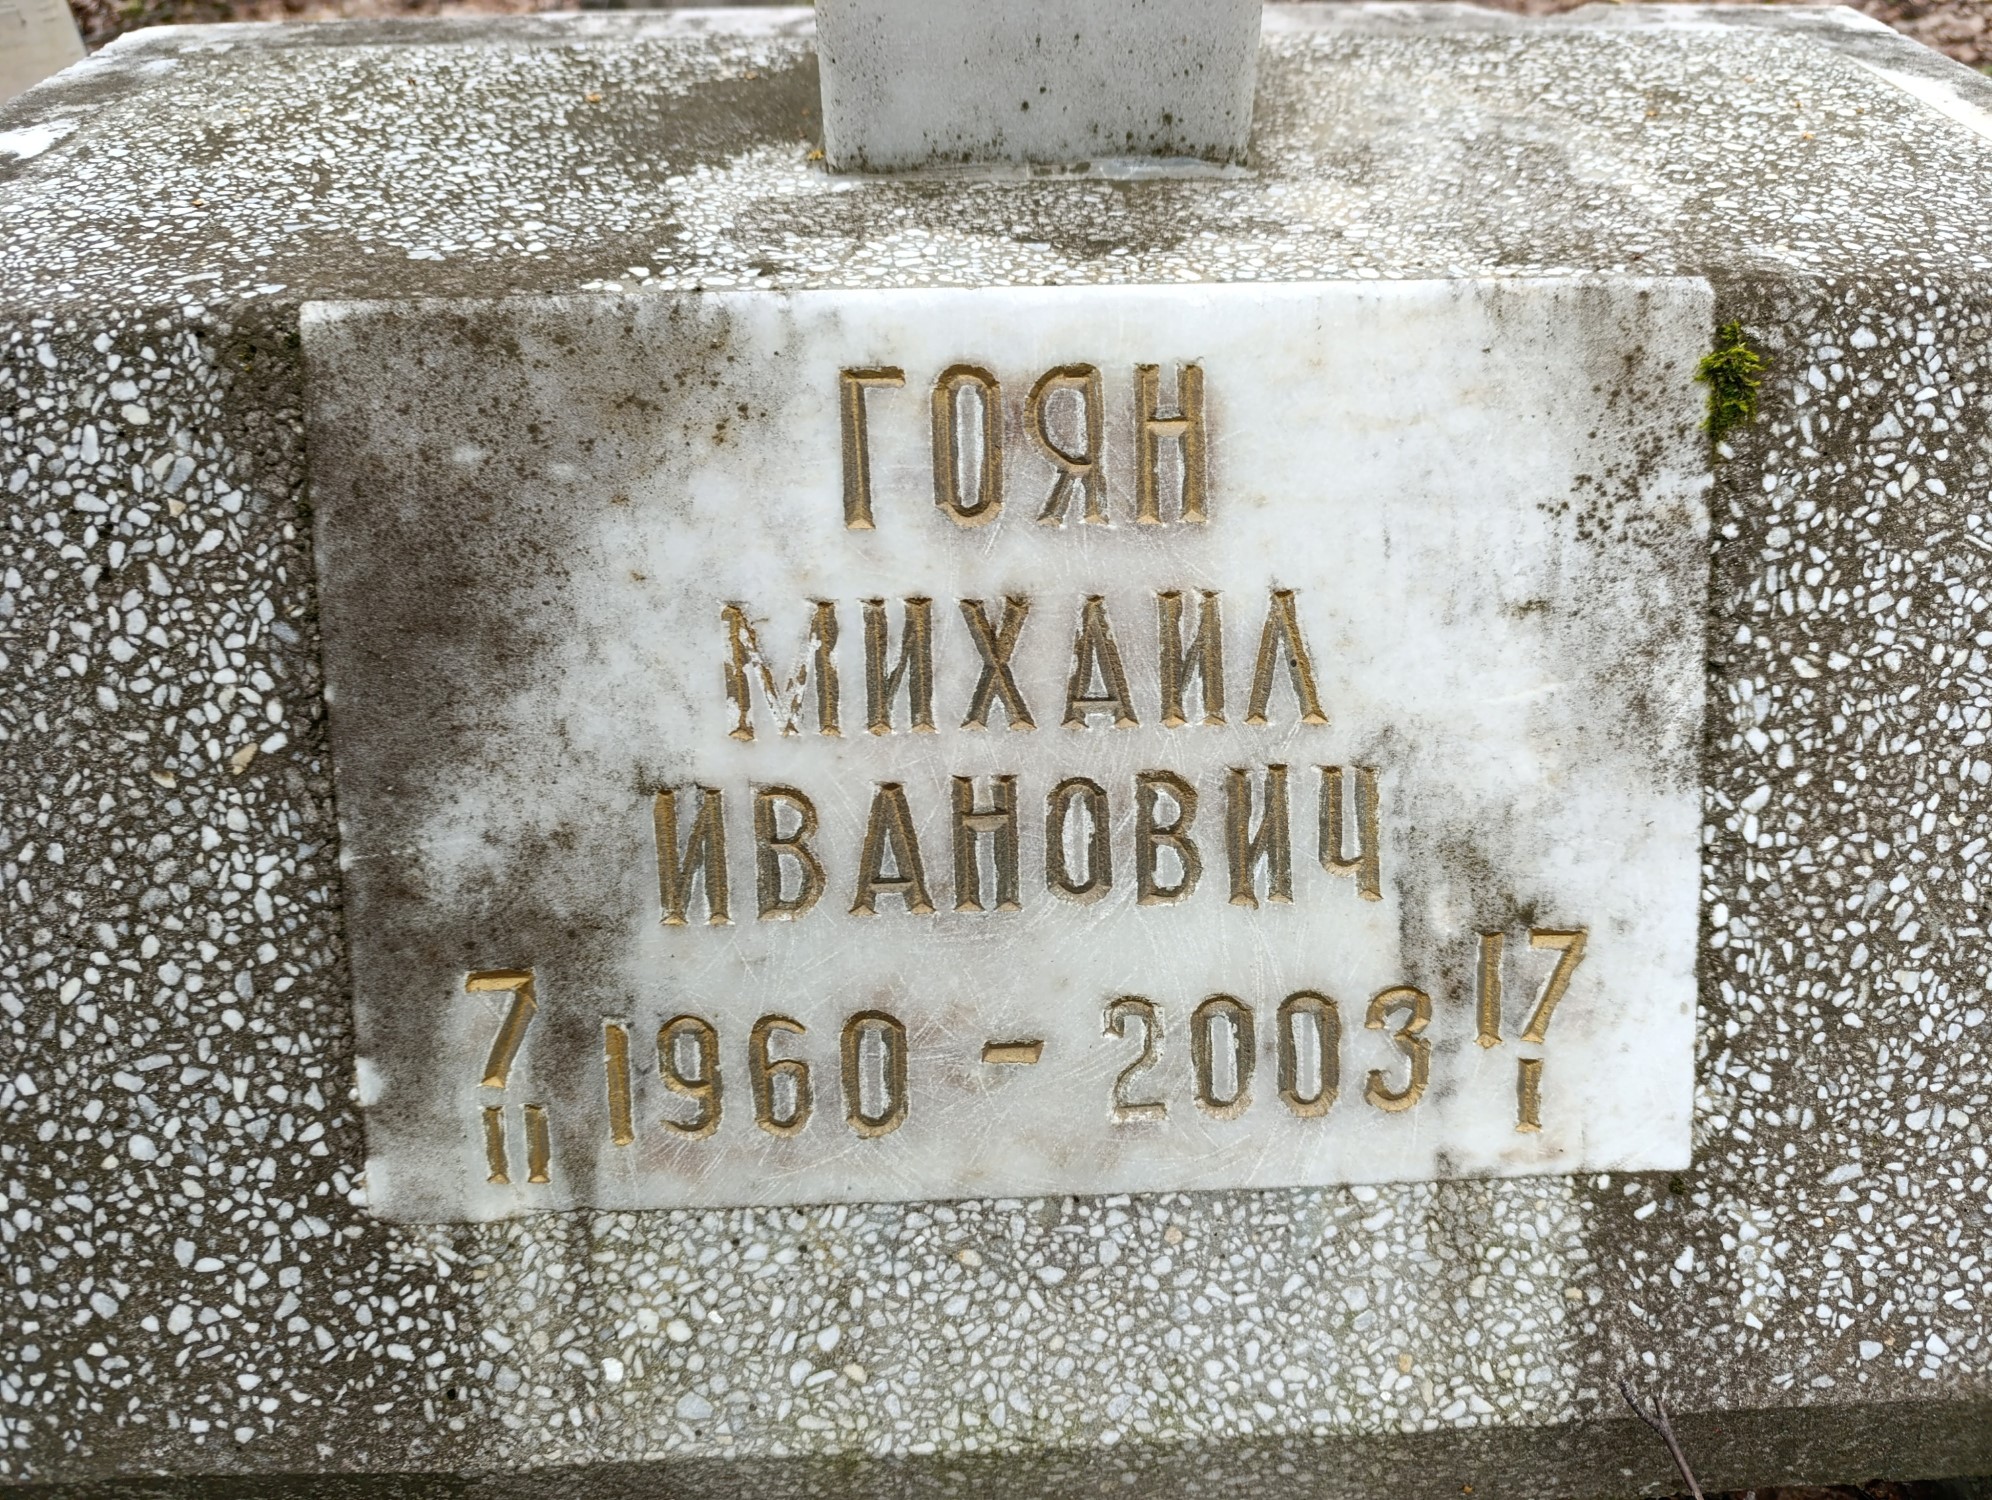 ГОЯН
МИХАИЛ
ИВАНОВИЧ
7 II 1960 - 2003 17 I